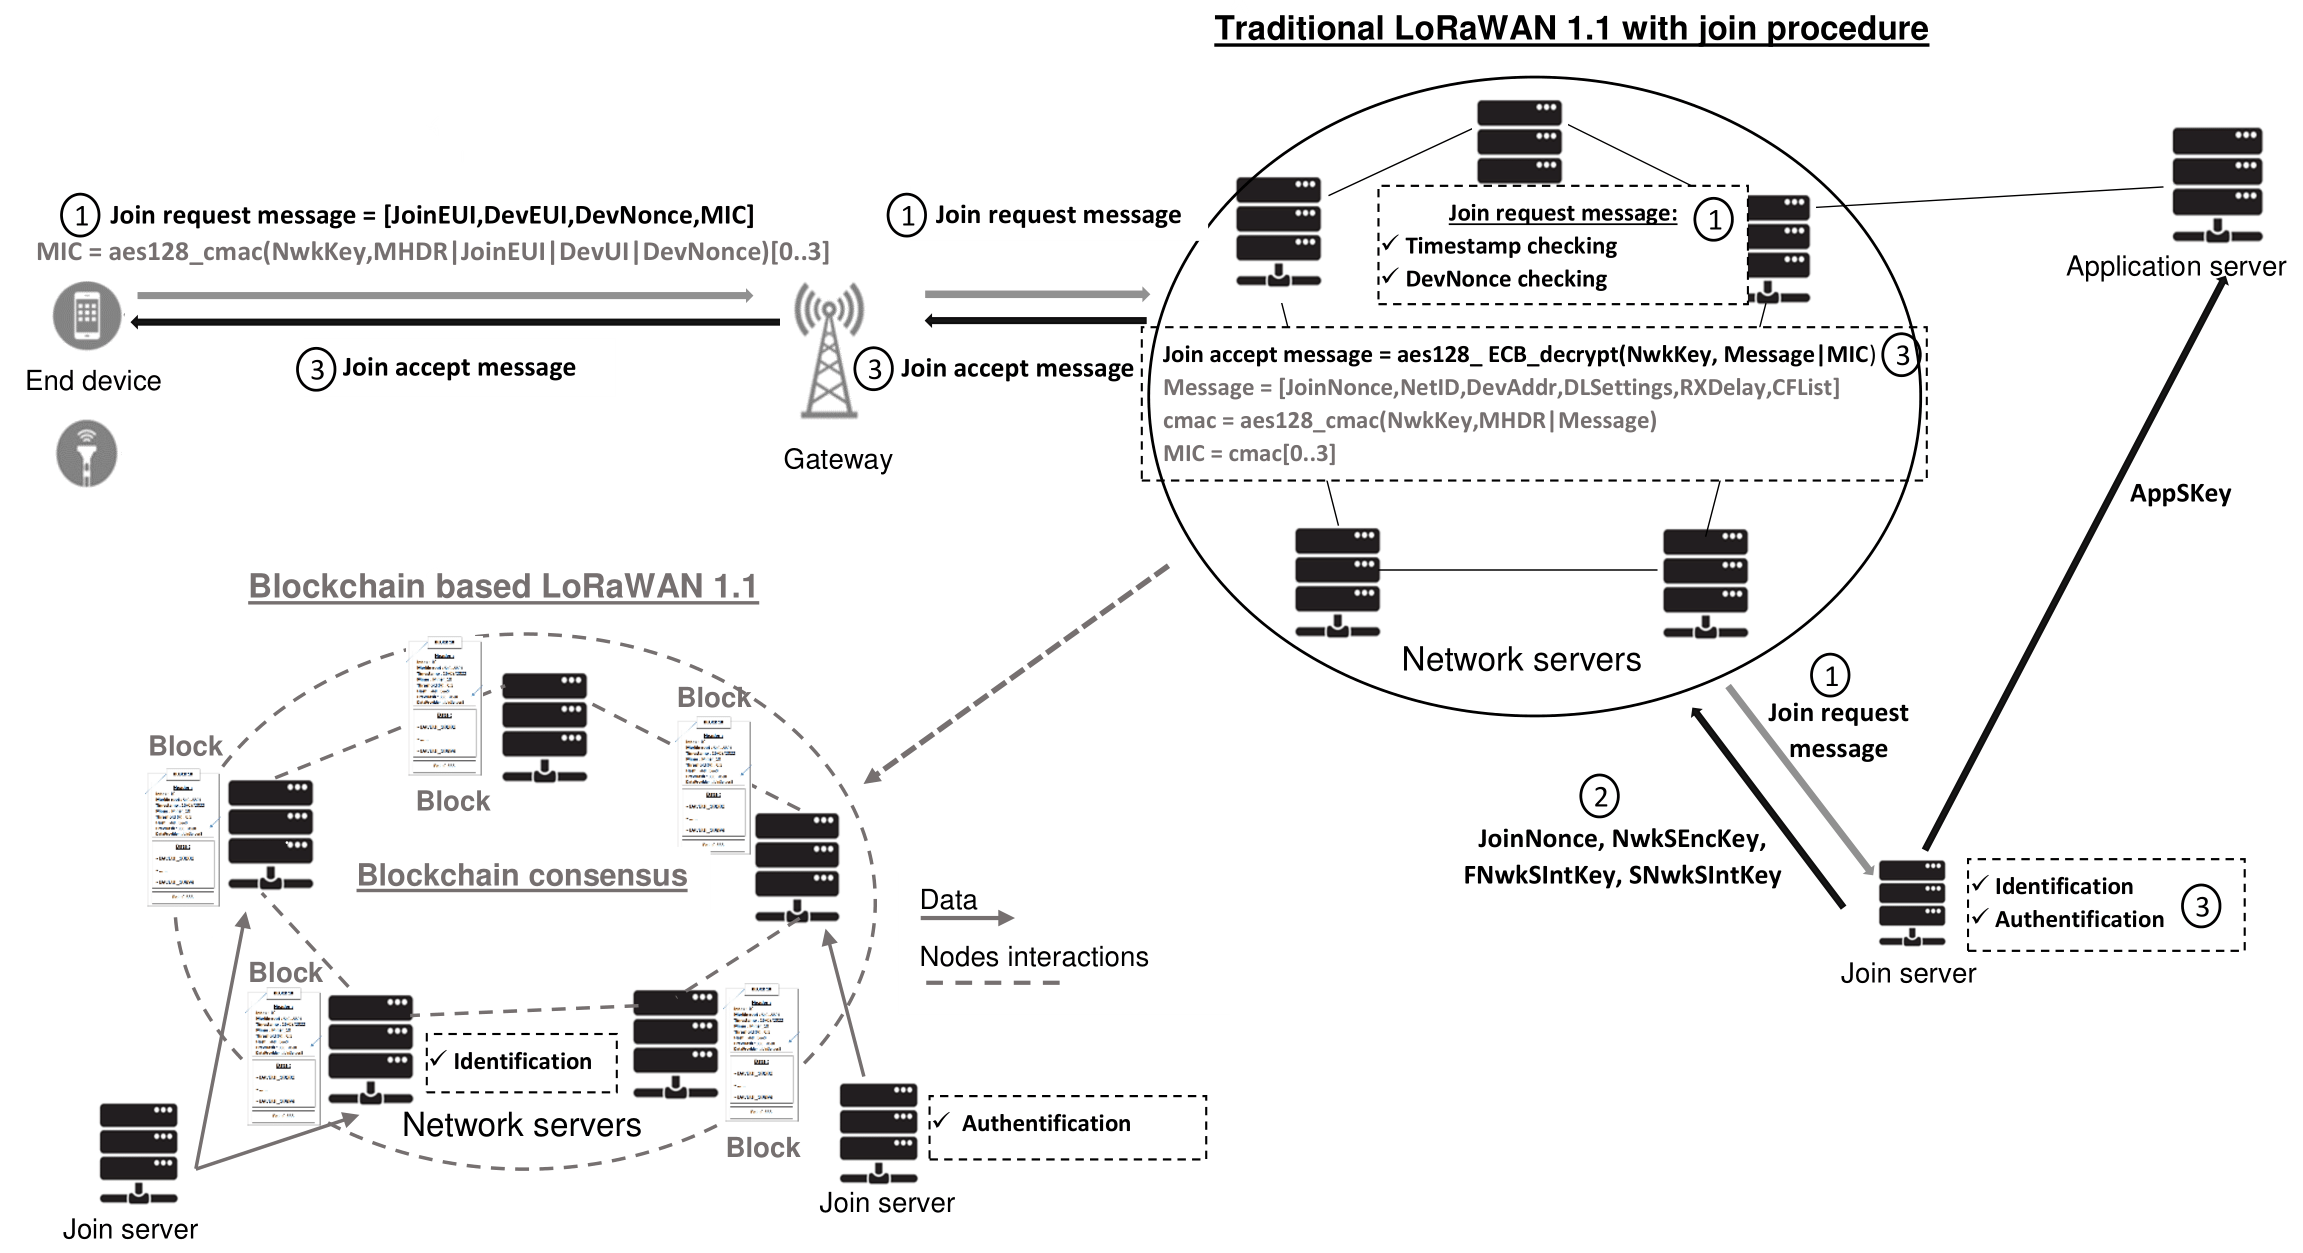 Traditional LoRaWAN 1.1 with join procedure
1 Join request message = [JoinEUI,DevEUI,DevNonce,MIC]
MIC = aes128_cmac(NwkKey,MHDR|JoinEUI|DevUI|DevNonce)[0..3]
1 Join request message
Join request message: 1
✓ Timestamp checking
✓ DevNonce checking
Application server
End device
3 Join accept message
Gateway
3 Join accept message
Join accept message = aes128_ ECB_decrypt(NwkKey, Message|MIC) 3
Message = [JoinNonce,NetID,DevAddr,DLSettings,RXDelay,CFList]
cmac = aes128_cmac(NwkKey,MHDR|Message)
MIC = cmac[0..3]
AppSKey
Network servers
1
Join request
message
2
JoinNonce, NwkSEncKey,
FNwkSIntKey, SNwkSIntKey
✓ Identification
✓ Authentification
3
Join server
Blockchain based LoRaWAN 1.1
Block
Block
Block
Blockchain consensus
Data
Nodes interactions
Block
✓ Identification
Network servers
Block
✓ Authentification
Join server
Join server